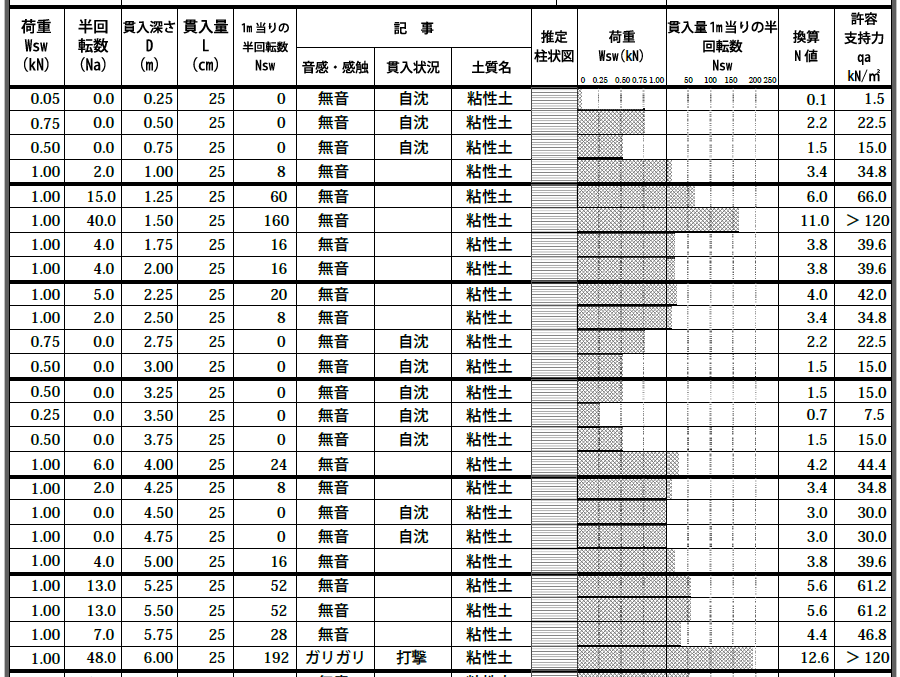 荷重 半回 貫入深さ 貫入量 1m当りの 記 事 推定 荷重 貫入量1m当りの半 換算 許容
Wsw 転数 D L 半回転数 音感・感触 貫入状況 土質名 柱状図 Wsw(kN) 回転数 N 値 支持力
(kN) (Na) (m) (cm) Nsw Nsw qa
0 0.25 0.50 0.75 1.00 50 100 150 200 250 kN/㎡
0.05 0.0 0.25 25 0 無音 自沈 粘性土 0.1 1.5
0.75 0.0 0.50 25 0 無音 自沈 粘性土 2.2 22.5
0.50 0.0 0.75 25 0 無音 自沈 粘性土 1.5 15.0
1.00 2.0 1.00 25 8 無音 粘性土 3.4 34.8
1.00 15.0 1.25 25 60 無音 粘性土 6.0 66.0
1.00 40.0 1.50 25 160 無音 粘性土 11.0 ＞120
1.00 4.0 1.75 25 16 無音 粘性土 3.8 39.6
1.00 4.0 2.00 25 16 無音 粘性土 3.8 39.6
1.00 5.0 2.25 25 20 無音 粘性土 4.0 42.0
1.00 2.0 2.50 25 8 無音 粘性土 3.4 34.8
0.75 0.0 2.75 25 0 無音 自沈 粘性土 2.2 22.5
0.50 0.0 3.00 25 0 無音 自沈 粘性土 1.5 15.0
0.50 0.0 3.25 25 0 無音 自沈 粘性土 1.5 15.0
0.25 0.0 3.50 25 0 無音 自沈 粘性土 0.7 7.5
0.50 0.0 3.75 25 0 無音 自沈 粘性土 1.5 15.0
1.00 6.0 4.00 25 24 無音 粘性土 4.2 44.4
1.00 2.0 4.25 25 8 無音 粘性土 3.4 34.8
1.00 0.0 4.50 25 0 無音 自沈 粘性土 3.0 30.0
1.00 0.0 4.75 25 0 無音 自沈 粘性土 3.0 30.0
1.00 4.0 5.00 25 16 無音 粘性土 3.8 39.6
1.00 13.0 5.25 25 52 無音 粘性土 5.6 61.2
1.00 13.0 5.50 25 52 無音 粘性土 5.6 61.2
1.00 7.0 5.75 25 28 無音 粘性土 4.4 46.8
1.00 48.0 6.00 25 192 ガリガリ 打撃 粘性土 12.6 ＞120